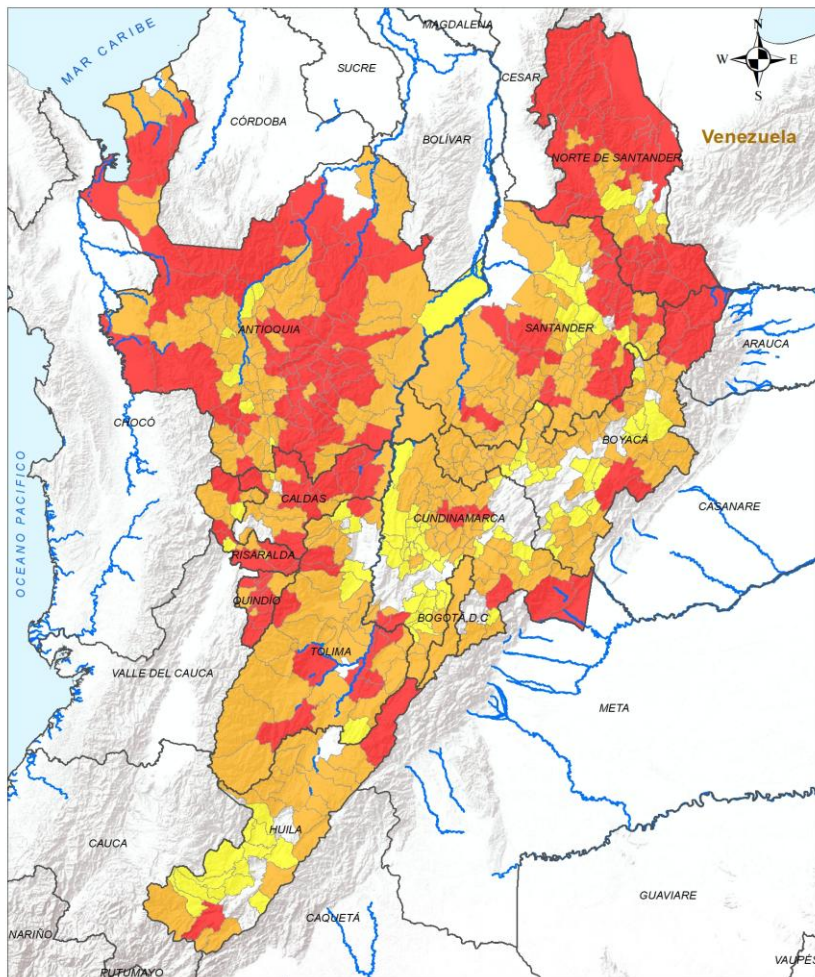 MAGDALENA
N
W E
S
MAR CARIBE
SUCRE
CESAR
CÓRDOBA
BOLÍVAR
Venezuela
NORTE DE SANTANDER
ANTIOQUIA
SANTANDER
ARAUCA
CHOCÓ
BOYACÁ
OCEANO PACIFICO
CALDAS
CASANARE
CUNDINAMARCA
RISARALDA
QUINDÍO
BOGOTÁ D.C
TOLIMA
VALLE DEL CAUCA
META
HUILA
CAUCA
GUAVIARE
CAQUETÁ
NARIÑO
PUTUMAYO
VAUPÉS